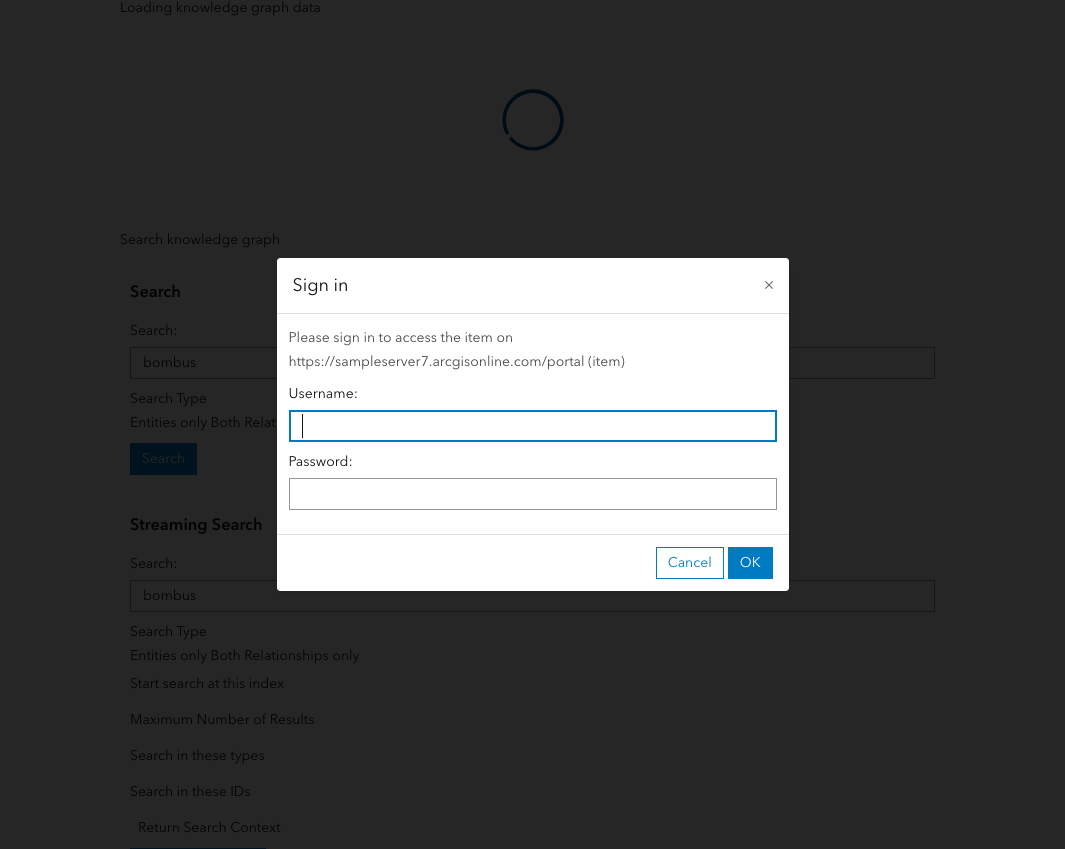 Loading knowledge graph data
Search knowledge graph
Sign in
×
Please sign in to access the item on
https://sampleserver7.arcgisonline.com/portal (item)
Username:
Password:
Cancel OK
Search
Search:
bombus
Search Type
Entities only Both Relat
Search
Streaming Search
Search:
bombus
Search Type
Entities only Both Relationships only
Start search at this index
Maximum Number of Results
Search in these types
Search in these IDs
Return Search Context